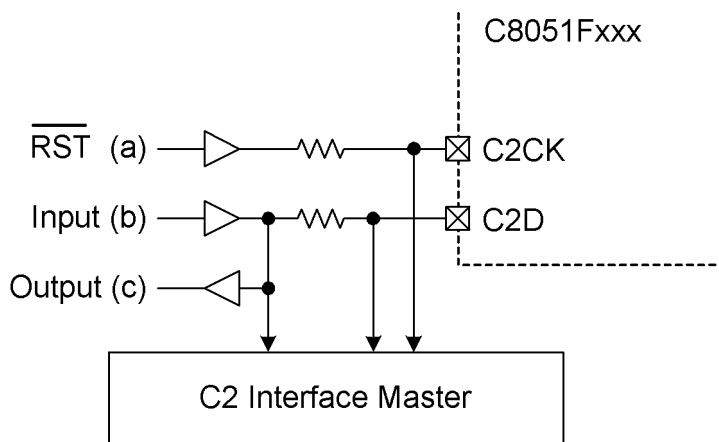 C8051Fxxx
RST (a)
C2CK
Input (b)
C2D
Output (c)
C2 Interface Master